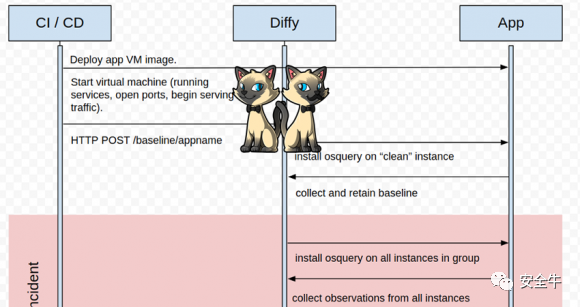 CI / CD
Diffy
App
Deploy app VM image.
Start virtual machine (running
services, open ports, begin serving
traffic).
HTTP POST /baseline/appname
install osquery on “clean” instance
collect and retain baseline
install osquery on all instances in group
collect observations from all instances
ncident
安全牛